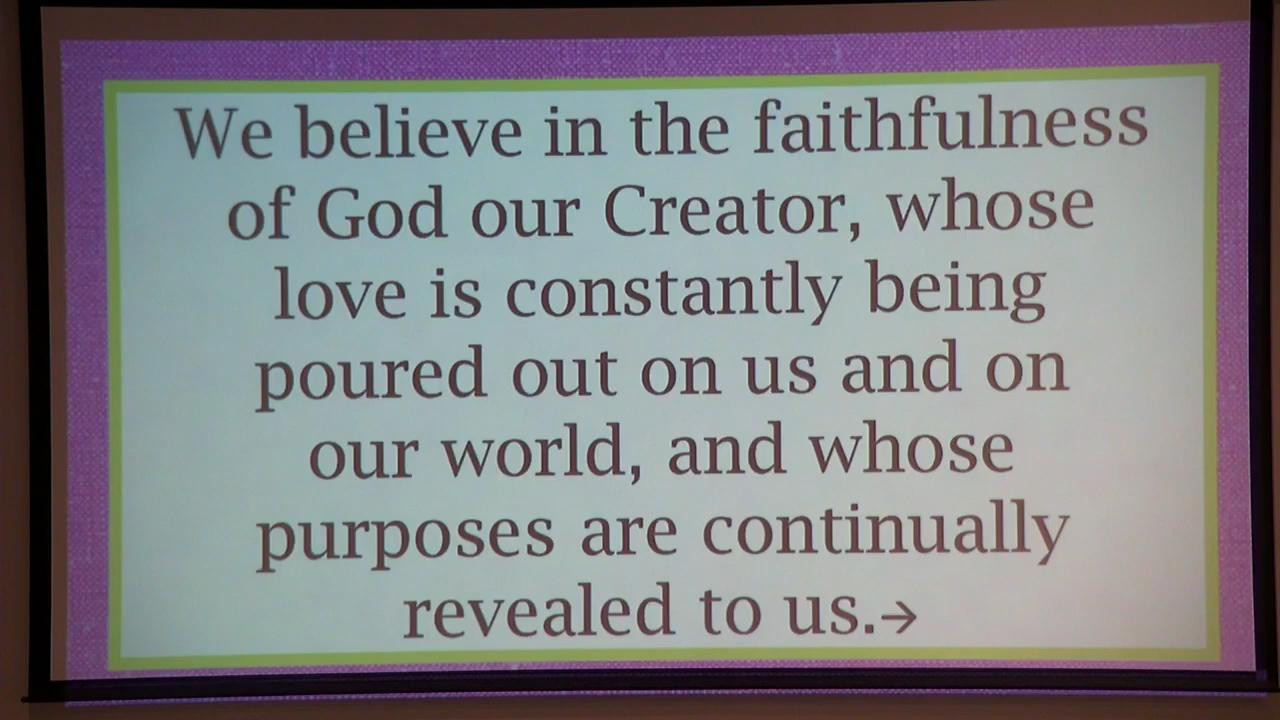 We believe in the faithfulness
of God our Creator, whose
love is constantly being
poured out on us and on
our world, and whose
purposes are continually
revealed to us.→